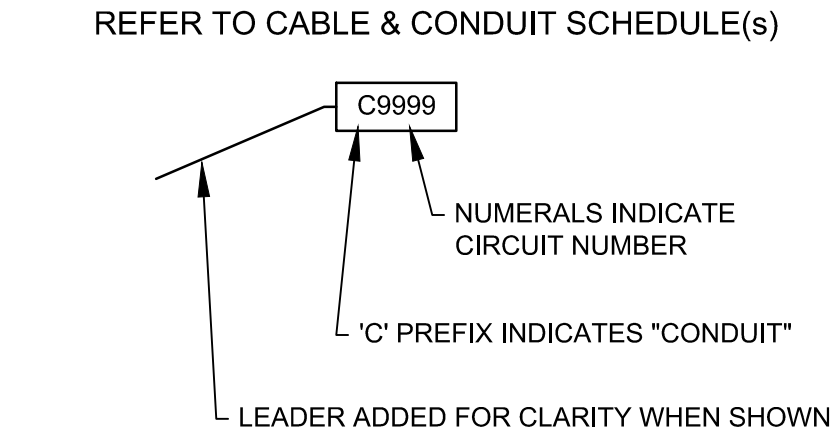 REFER TO CABLE & CONDUIT SCHEDULE(s)
C9999
NUMERALS INDICATE
CIRCUIT NUMBER
'C' PREFIX INDICATES "CONDUIT"
LEADER ADDED FOR CLARITY WHEN SHOWN